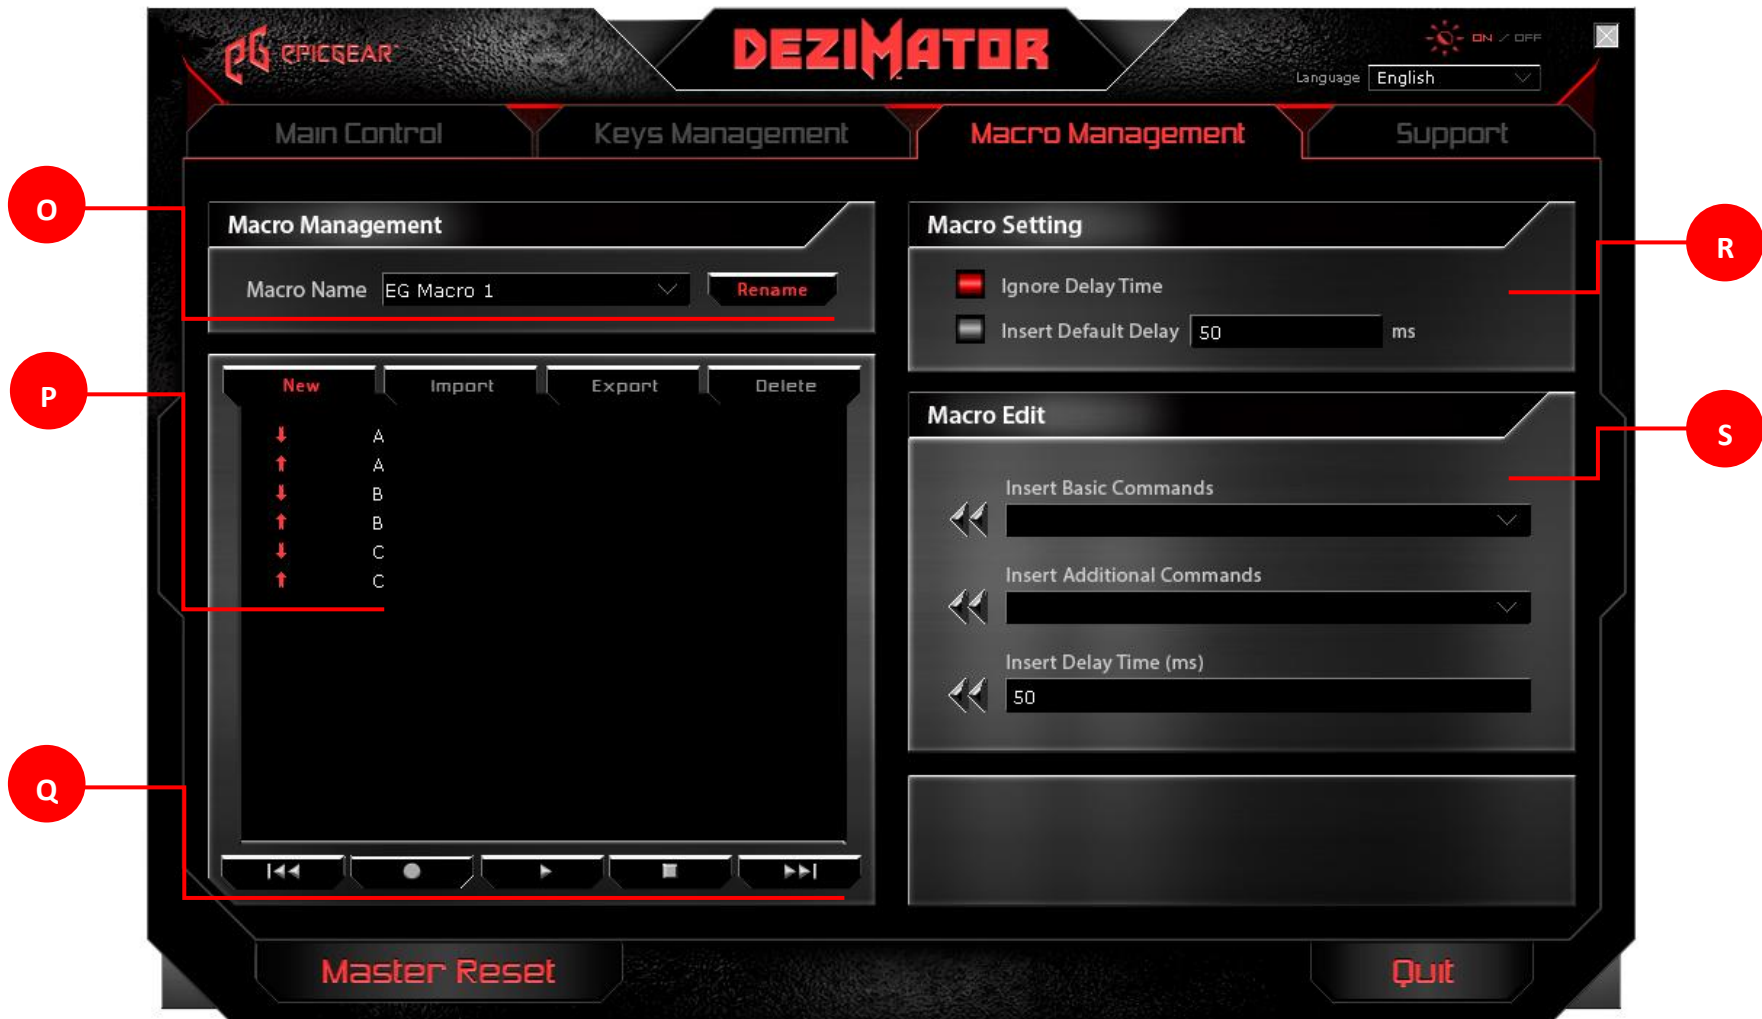 EPICGEAR
DEZIMATOR
ON / OFF
Language English
Main Control
Keys Management
Macro Management
Support
O
Macro Management
Macro Name EG Macro 1 Rename
P
New Import Export Delete
A
A
B
B
C
C
Q
Macro Setting
R
Ignore Delay Time
Insert Default Delay 50 ms
Macro Edit
S
Insert Basic Commands
Insert Additional Commands
Insert Delay Time (ms)
50
Master Reset
Quit